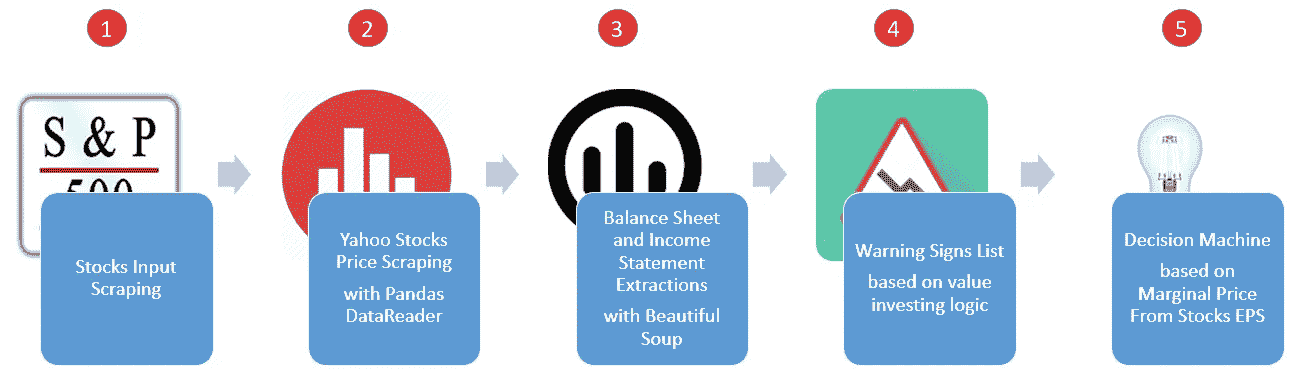 1
2
3
4
5
S & P
500
Stocks Input
Scraping
Yahoo Stocks
Price Scraping
with Pandas
DataReader
Balance Sheet
and Income
Statement
Extractions
with Beautiful
Soup
Warning Signs List
based on value
investing logic
Decision Machine
based on
Marginal Price
From Stocks EPS